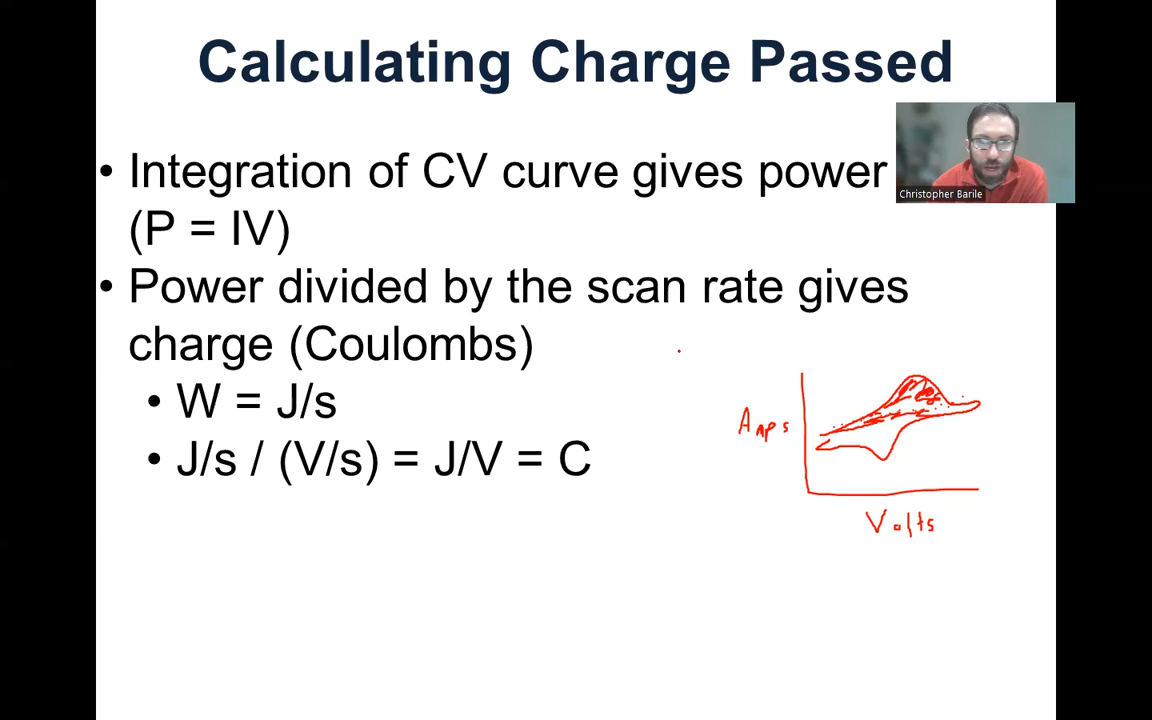 Calculating Charge Passed
• Integration of CV curve gives power
(P = IV)
Christopher Barile
• Power divided by the scan rate gives
charge (Coulombs)
• W = J/s
• J/s / (V/s) = J/V = C
Amps
Volts